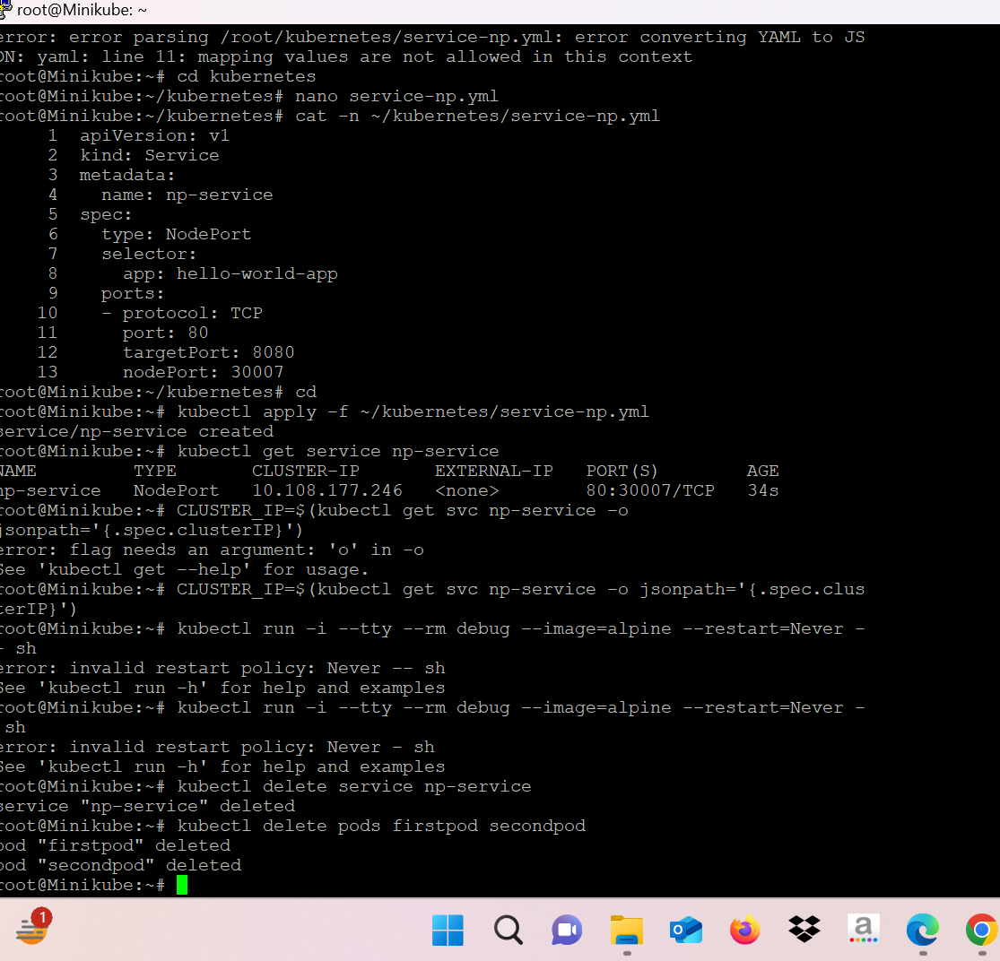 root@Minikube: ~
error: error parsing /root/kubernetes/service-np.yml: error converting YAML to JS
ON: yaml: line 11: mapping values are not allowed in this context
root@Minikube:~# cd kubernetes
root@Minikube:~/kubernetes# nano service-np.yml
root@Minikube:~/kubernetes# cat -n ~/kubernetes/service-np.yml
     1  apiVersion: v1
     2  kind: Service
     3  metadata:
     4    name: np-service
     5  spec:
     6    type: NodePort
     7    selector:
     8      app: hello-world-app
     9    ports:
    10    - protocol: TCP
    11      port: 80
    12      targetPort: 8080
    13      nodePort: 30007
root@Minikube:~/kubernetes# cd
root@Minikube:~# kubectl apply -f ~/kubernetes/service-np.yml
service/np-service created
root@Minikube:~# kubectl get service np-service
NAME         TYPE       CLUSTER-IP       EXTERNAL-IP   PORT(S)        AGE
np-service   NodePort   10.108.177.246   <none>        80:30007/TCP   34s
root@Minikube:~# CLUSTER_IP=$(kubectl get svc np-service -o
jsonpath='{.spec.clusterIP}')
error: flag needs an argument: 'o' in -o
See 'kubectl get --help' for usage.
root@Minikube:~# CLUSTER_IP=$(kubectl get svc np-service -o jsonpath='{.spec.clus
terIP}')
root@Minikube:~# kubectl run -i --tty --rm debug --image=alpine --restart=Never -
- sh
error: invalid restart policy: Never -- sh
See 'kubectl run -h' for help and examples
root@Minikube:~# kubectl run -i --tty --rm debug --image=alpine --restart=Never -
 sh
error: invalid restart policy: Never - sh
See 'kubectl run -h' for help and examples
root@Minikube:~# kubectl delete service np-service
service "np-service" deleted
root@Minikube:~# kubectl delete pods firstpod secondpod
pod "firstpod" deleted
pod "secondpod" deleted
root@Minikube:~#
1
a